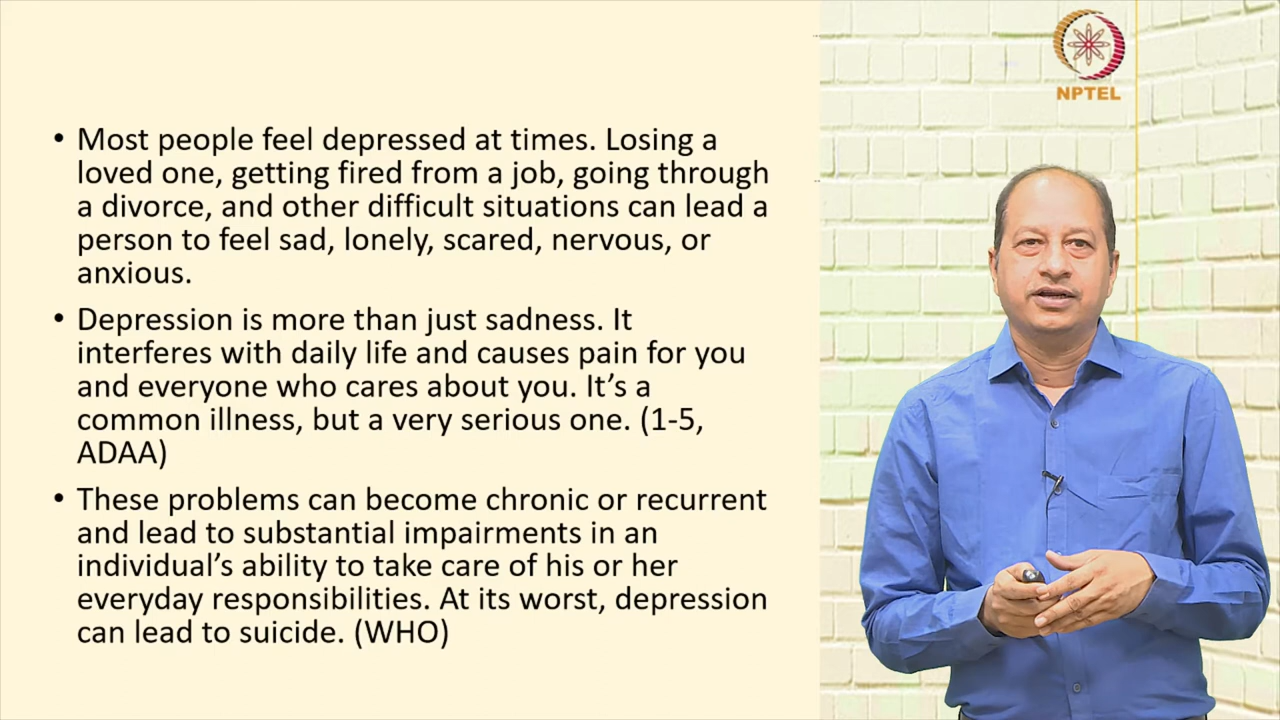 • Most people feel depressed at times. Losing a
loved one, getting fired from a job, going through
a divorce, and other difficult situations can lead a
person to feel sad, lonely, scared, nervous, or
anxious.
• Depression is more than just sadness. It
interferes with daily life and causes pain for you
and everyone who cares about you. It’s a
common illness, but a very serious one. (1-5,
ADAA)
• These problems can become chronic or recurrent
and lead to substantial impairments in an
individual’s ability to take care of his or her
everyday responsibilities. At its worst, depression
can lead to suicide. (WHO)
NPTEL